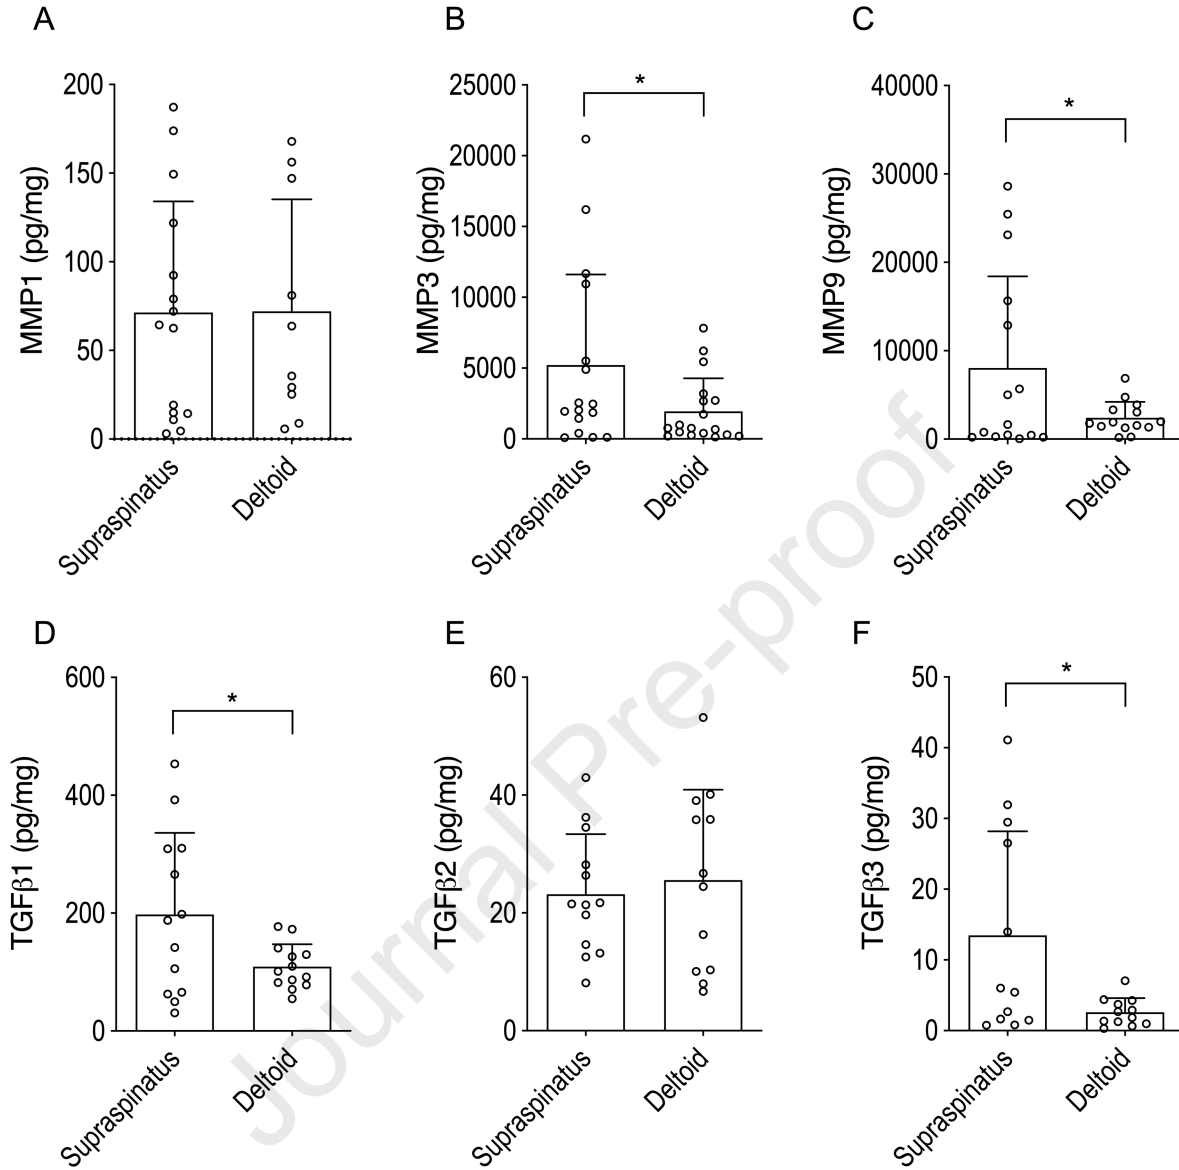 A
B
C
200
150
100
50
0
MMP1 (pg/mg)
Supraspinatus
Deltoid
25000
20000
15000
10000
5000
0
MMP3 (pg/mg)
*
Supraspinatus
Deltoid
40000
30000
20000
10000
0
MMP9 (pg/mg)
*
Supraspinatus
Deltoid
D
E
F
600
400
200
0
TGFβ1 (pg/mg)
*
Supraspinatus
Deltoid
60
40
20
0
TGFβ2 (pg/mg)
Supraspinatus
Deltoid
50
40
30
20
10
0
TGFβ3 (pg/mg)
*
Supraspinatus
Deltoid
Journal Pre-proof